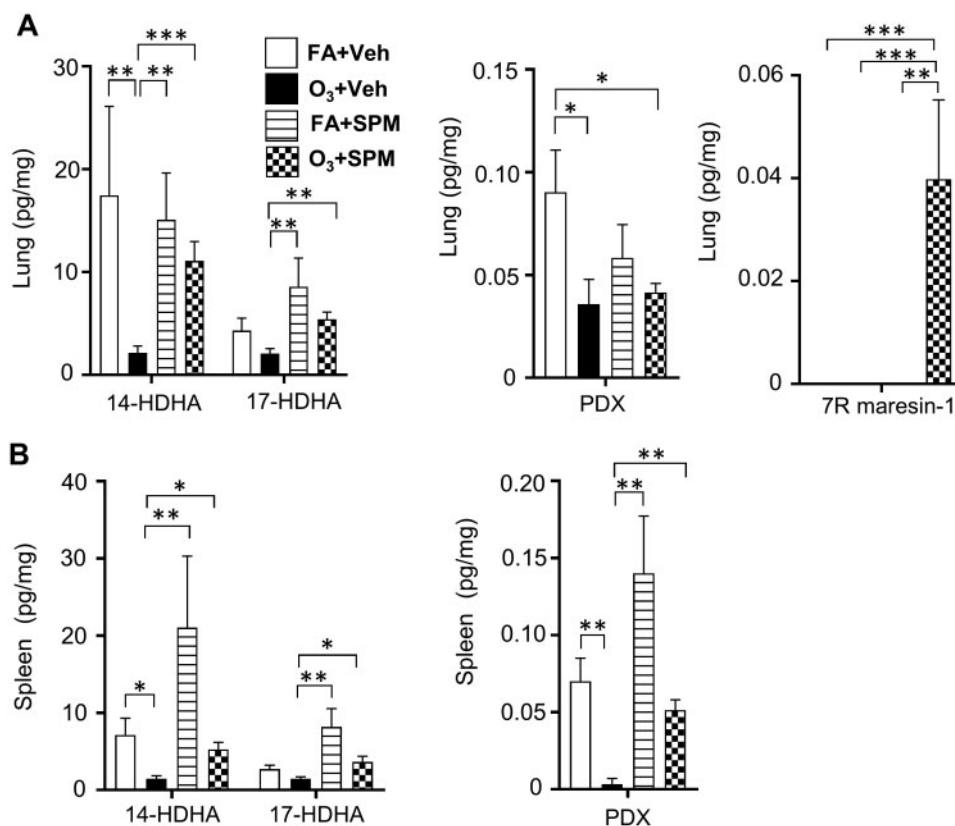 A
FA+Veh
O3+Veh
FA+SPM
O3+SPM
Lung (pg/mg)
30
20
10
0
** ** ***
** **
14-HDHA 17-HDHA
Lung (pg/mg)
0.15
0.10
0.05
0
* *
PDX
Lung (pg/mg)
0.06
0.04
0.02
0
***
***
**
7R maresin-1
B
Spleen (pg/mg)
40
30
20
10
0
* ** *
** *
14-HDHA 17-HDHA
Spleen (pg/mg)
0.20
0.15
0.10
0.05
0
** ** **
PDX